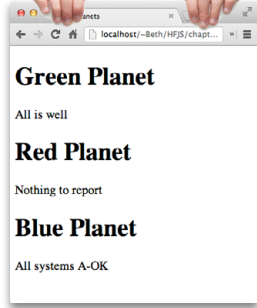 anets
localhost/~Beth/HFJS/chapt...
Green Planet
All is well
Red Planet
Nothing to report
Blue Planet
All systems A-OK